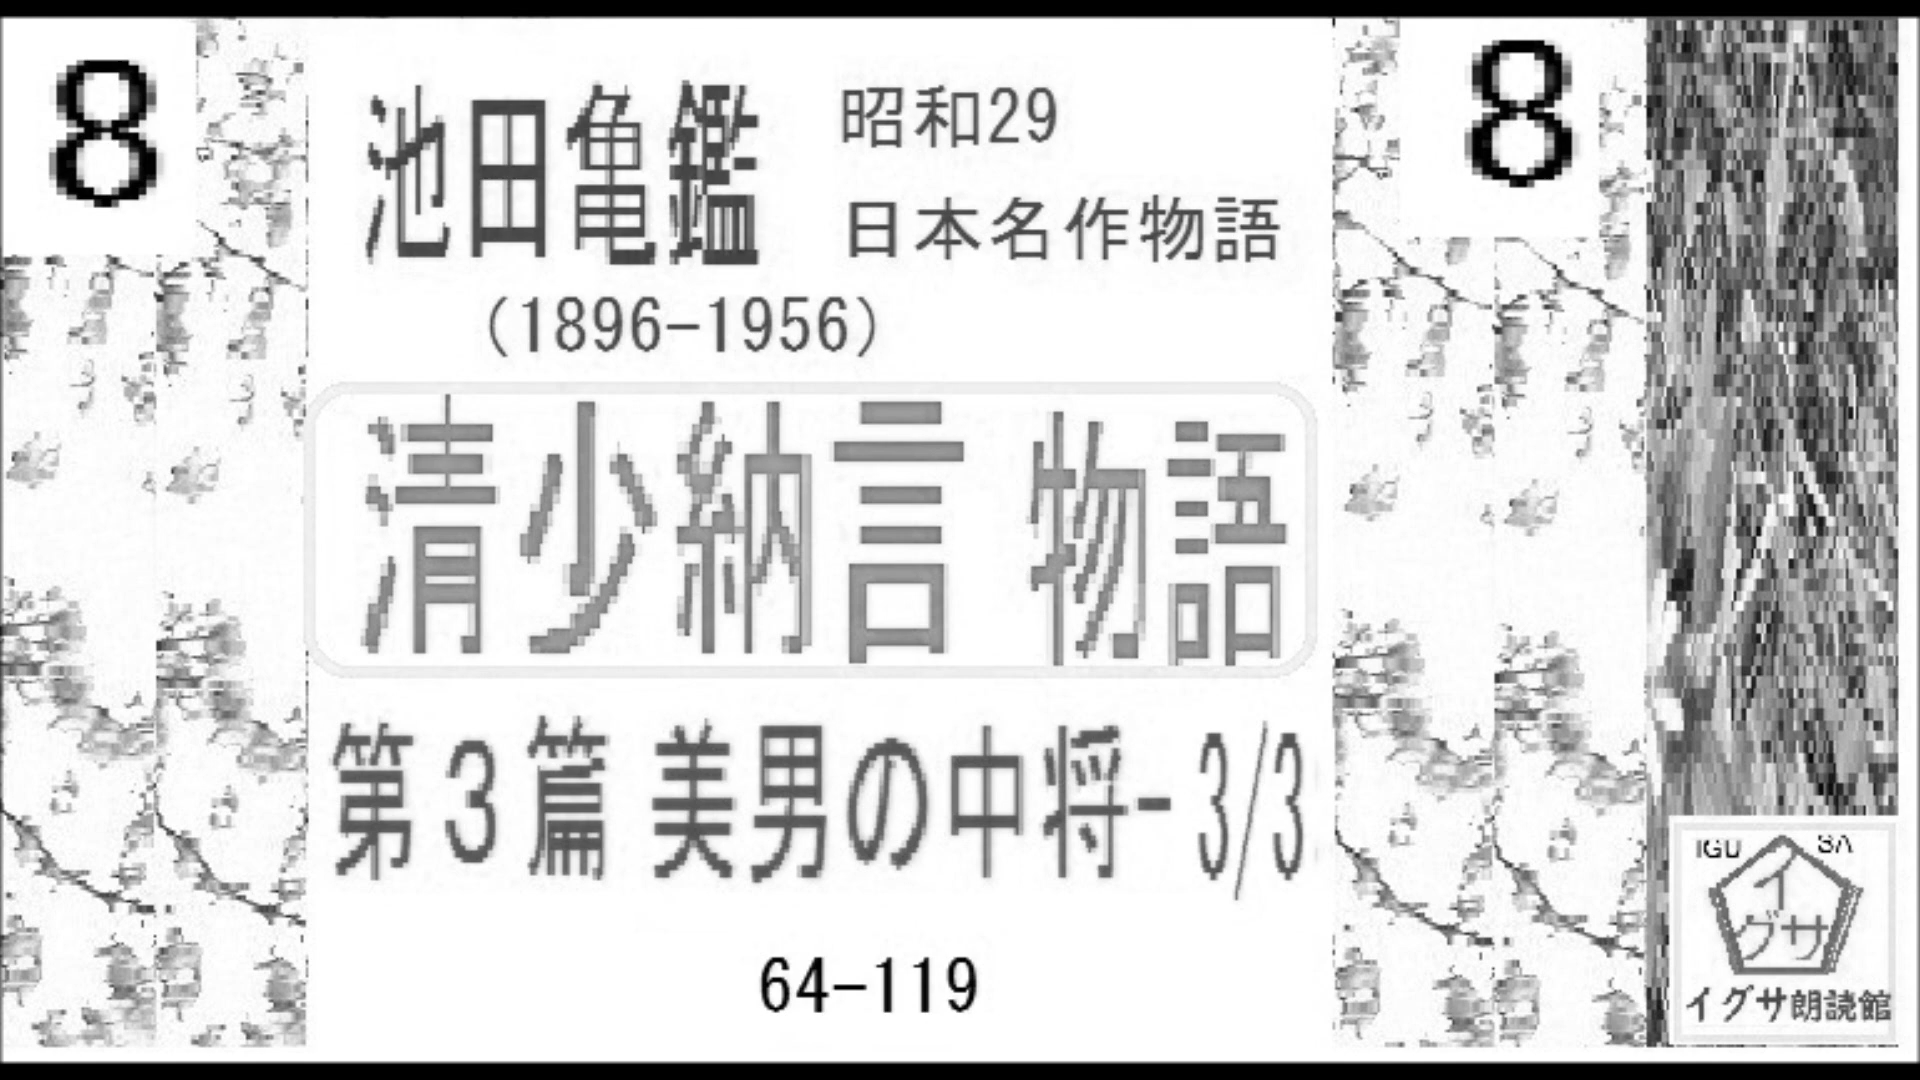 8
池田亀鑑
昭和29
日本名作物語
(1896-1956)
清少納言 物語
第3篇 美男の中将- 3/3
64-119
8
IGU SA
イ
グサ
イグサ朗読館